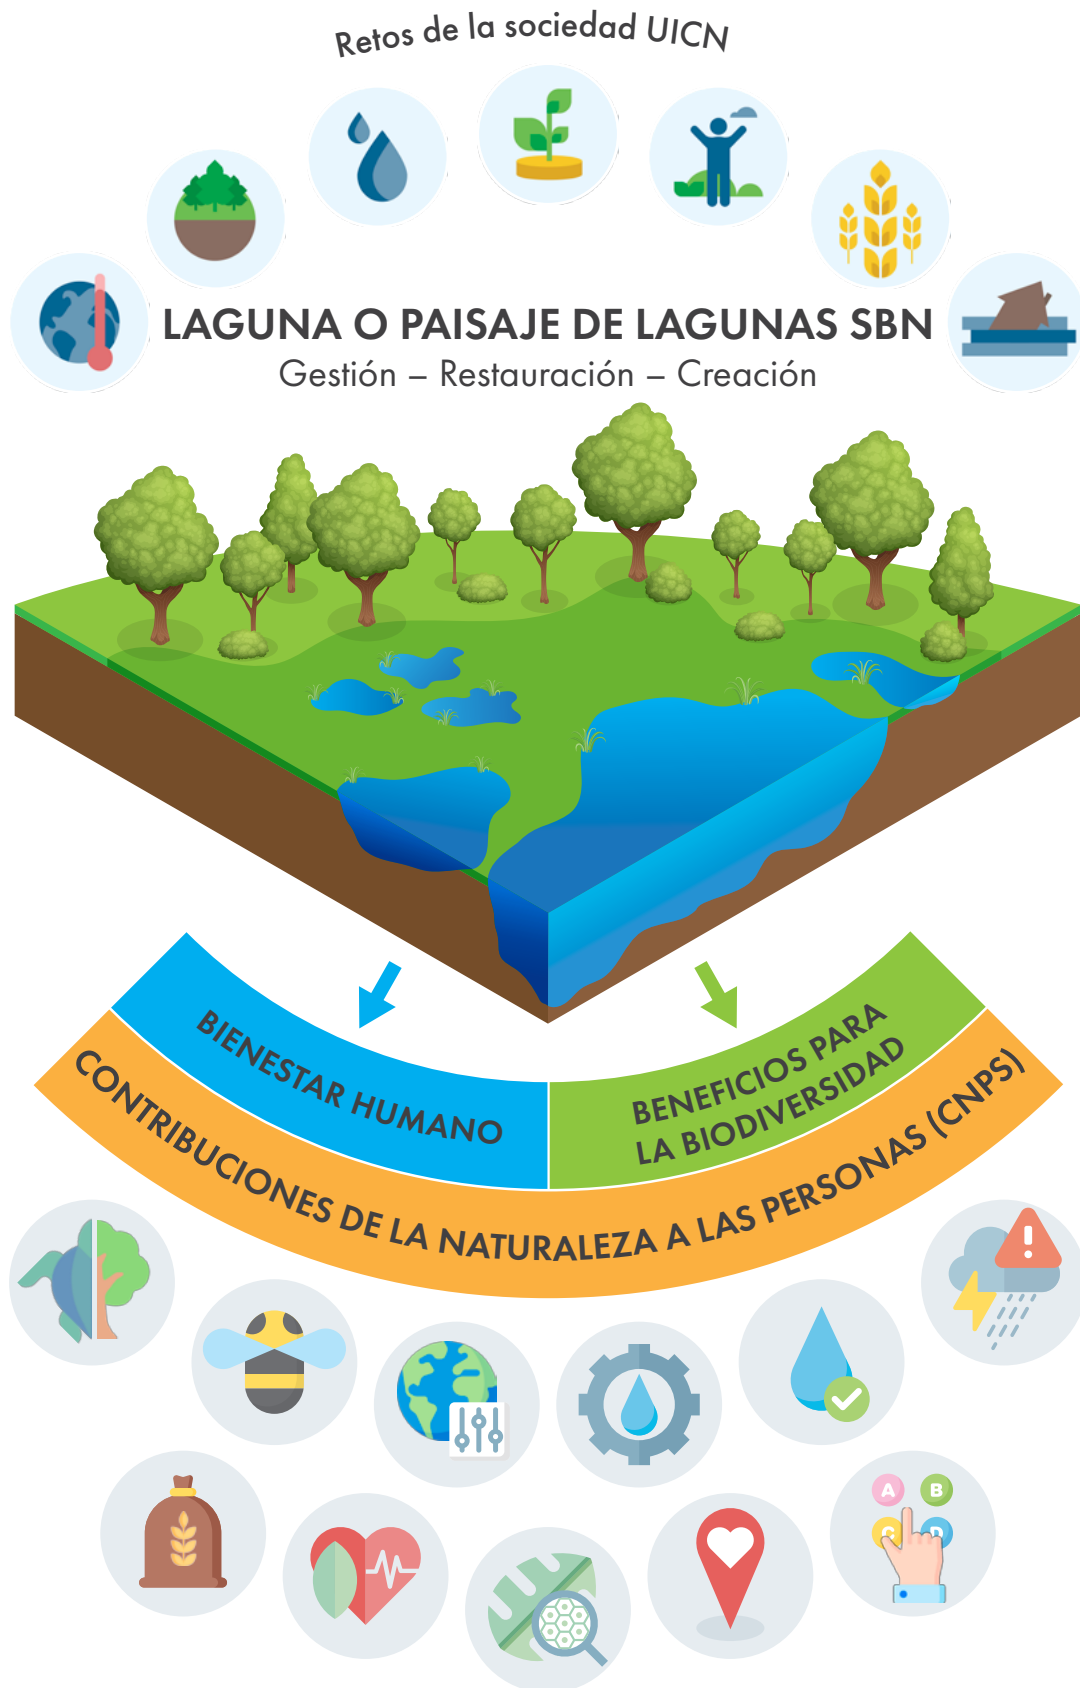 Retos de la sociedad UICN
LAGUNA O PAISAJE DE LAGUNAS SBN
Gestión – Restauración – Creación
BIENESTAR HUMANO
BENEFICIOS PARA
LA BIODIVERSIDAD
CONTRIBUCIONES DE LA NATURALEZA A LAS PERSONAS (CNPS)
A B
C D